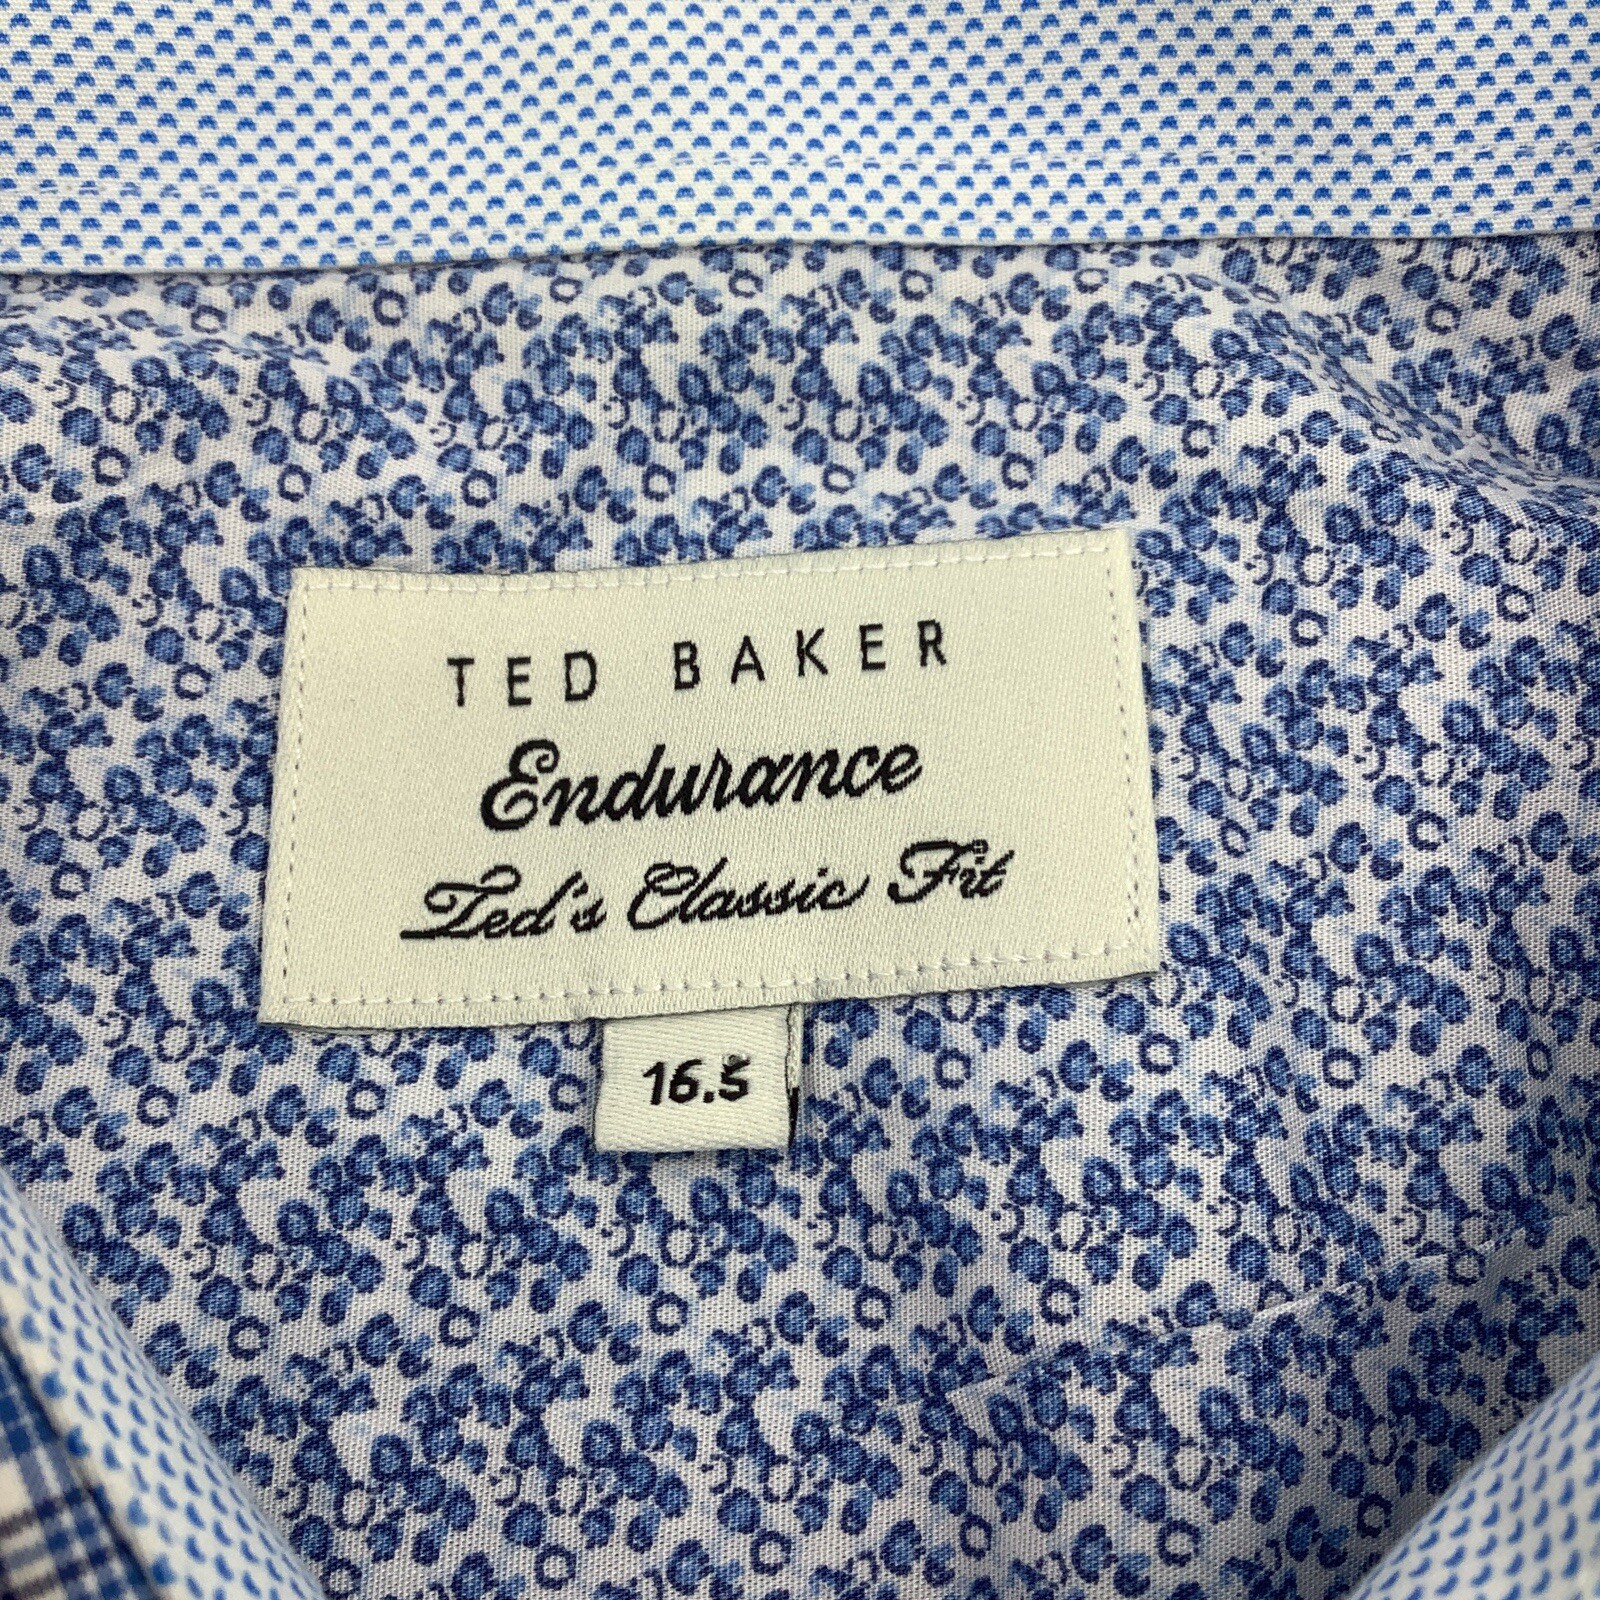 TED BAKER
Endurance
Ted's Classic Fit
16.5